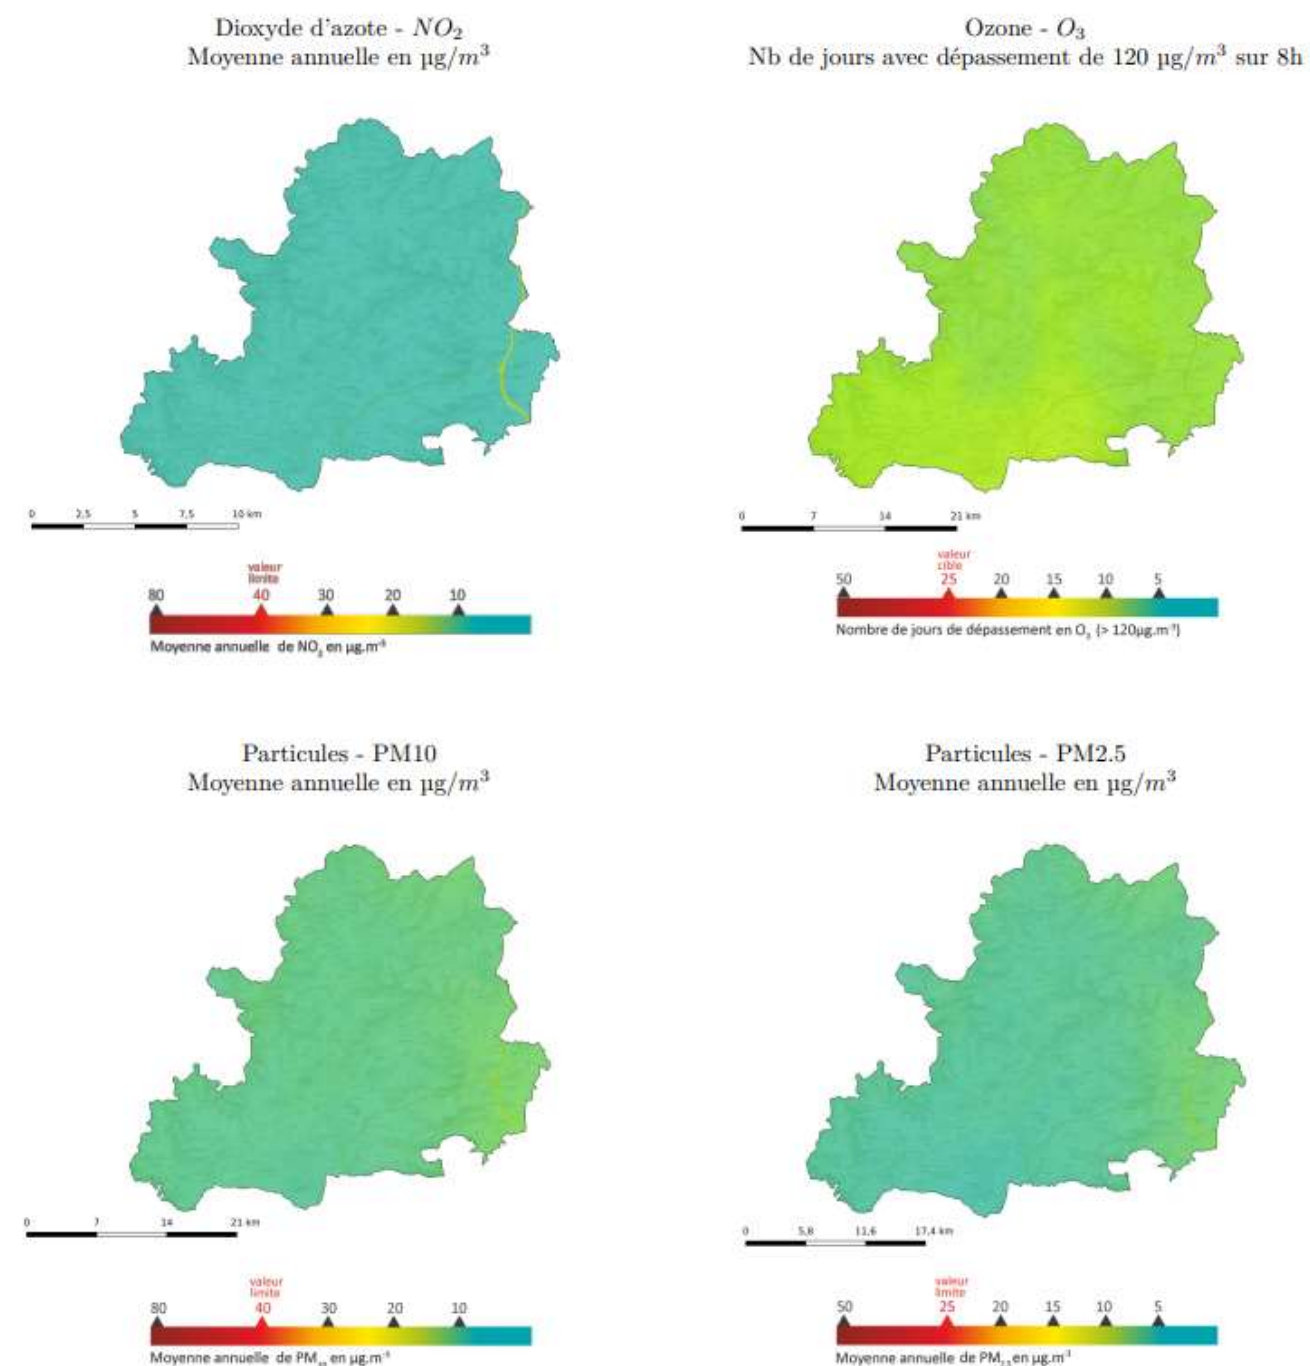 Dioxyde d'azote - NO₂
Moyenne annuelle en µg/m³
Ozone - O₃
Nb de jours avec dépassement de 120 µg/m³ sur 8h
0 2,5 5 7,5 10 km
valeur
limite
80 40 30 20 10
Moyenne annuelle de NO₂ en µg.m⁻³
0 7 14 21 km
valeur
cible
50 25 20 15 10 5
Nombre de jours de dépassement en O₃ (> 120µg.m⁻³)
Particules - PM10
Moyenne annuelle en µg/m³
Particules - PM2.5
Moyenne annuelle en µg/m³
0 7 14 21 km
valeur
limite
80 40 30 20 10
Moyenne annuelle de PM₁₀ en µg.m⁻³
0 5,8 11,6 17,4 km
valeur
limite
50 25 20 15 10 5
Moyenne annuelle de PM₂.₅ en µg.m⁻³